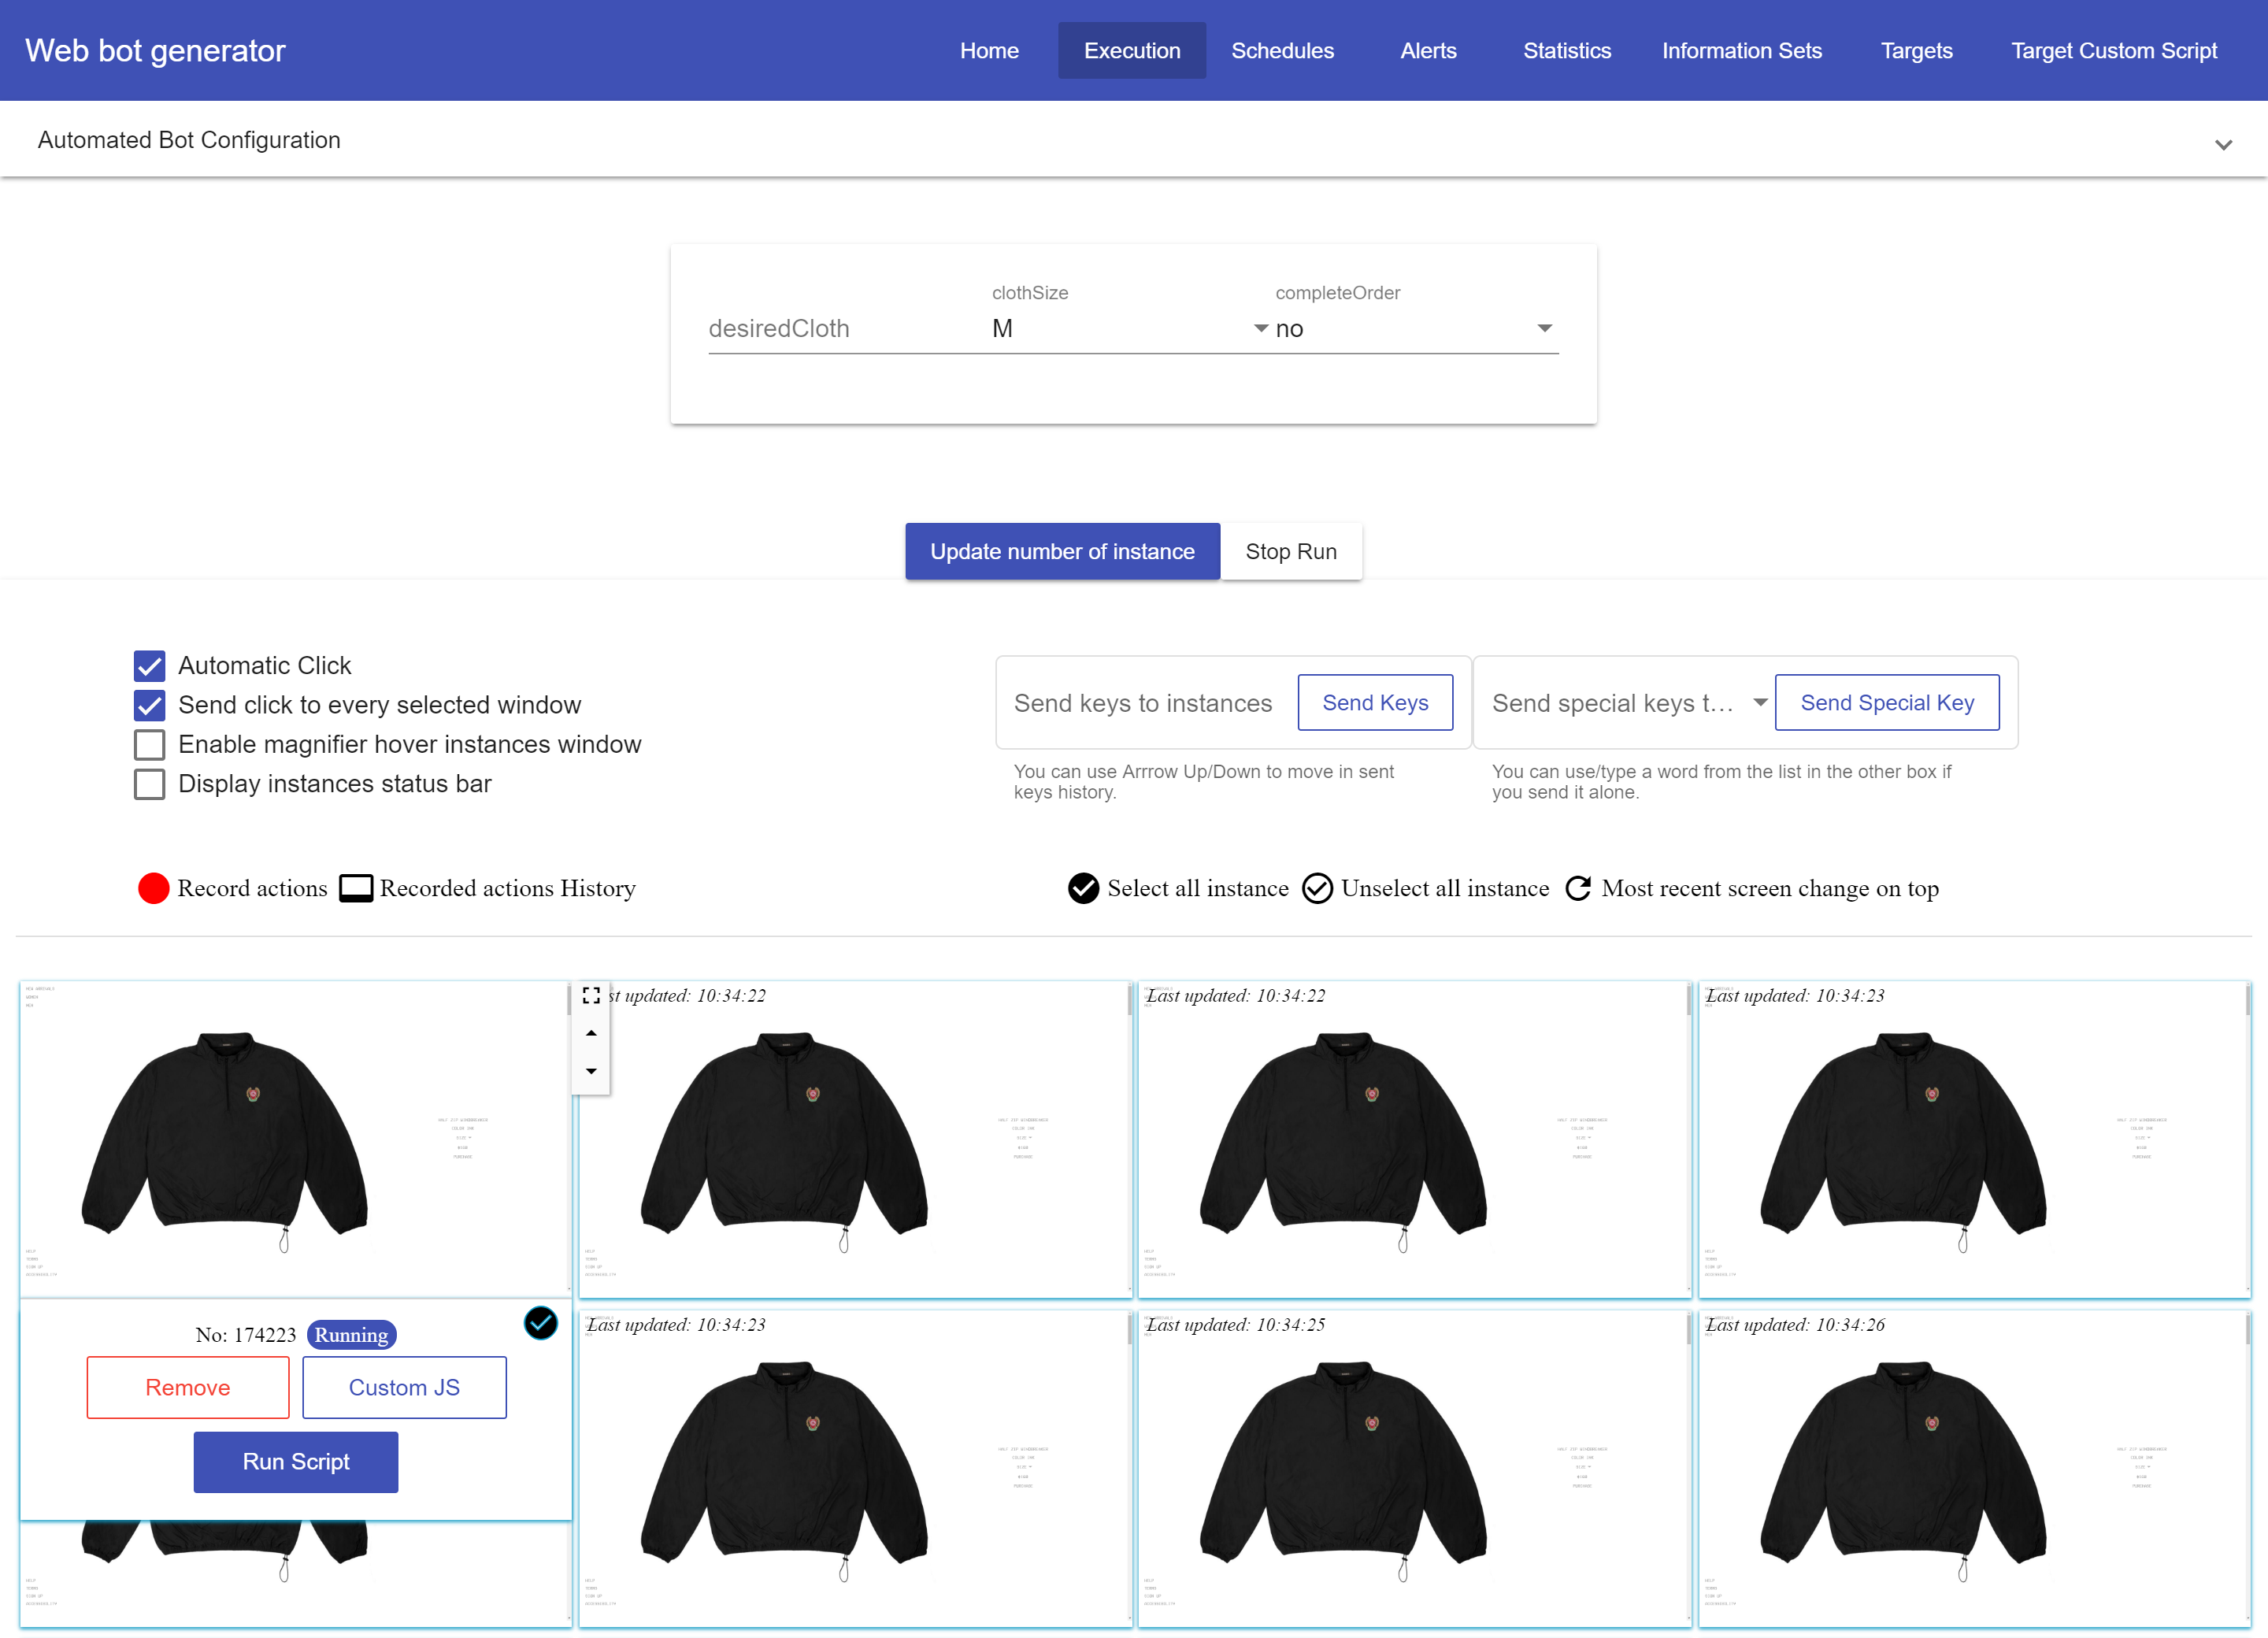 Web bot generator
Home Execution Schedules Alerts Statistics Information Sets Targets Target Custom Script
Automated Bot Configuration
clothSize completeOrder
desiredCloth M no
Update number of instance Stop Run
Automatic Click
Send click to every selected window
Enable magnifier hover instances window
Display instances status bar
Send keys to instances Send Keys Send special keys t... Send Special Key
You can use Arrrow Up/Down to move in sent
keys history.
You can use/type a word from the list in the other box if
you send it alone.
Record actions Recorded actions History Select all instance Unselect all instance Most recent screen change on top
st updated: 10:34:22 Last updated: 10:34:22 Last updated: 10:34:23
No: 174223 Running
Remove Custom JS
Run Script
Last updated: 10:34:23 Last updated: 10:34:25 Last updated: 10:34:26